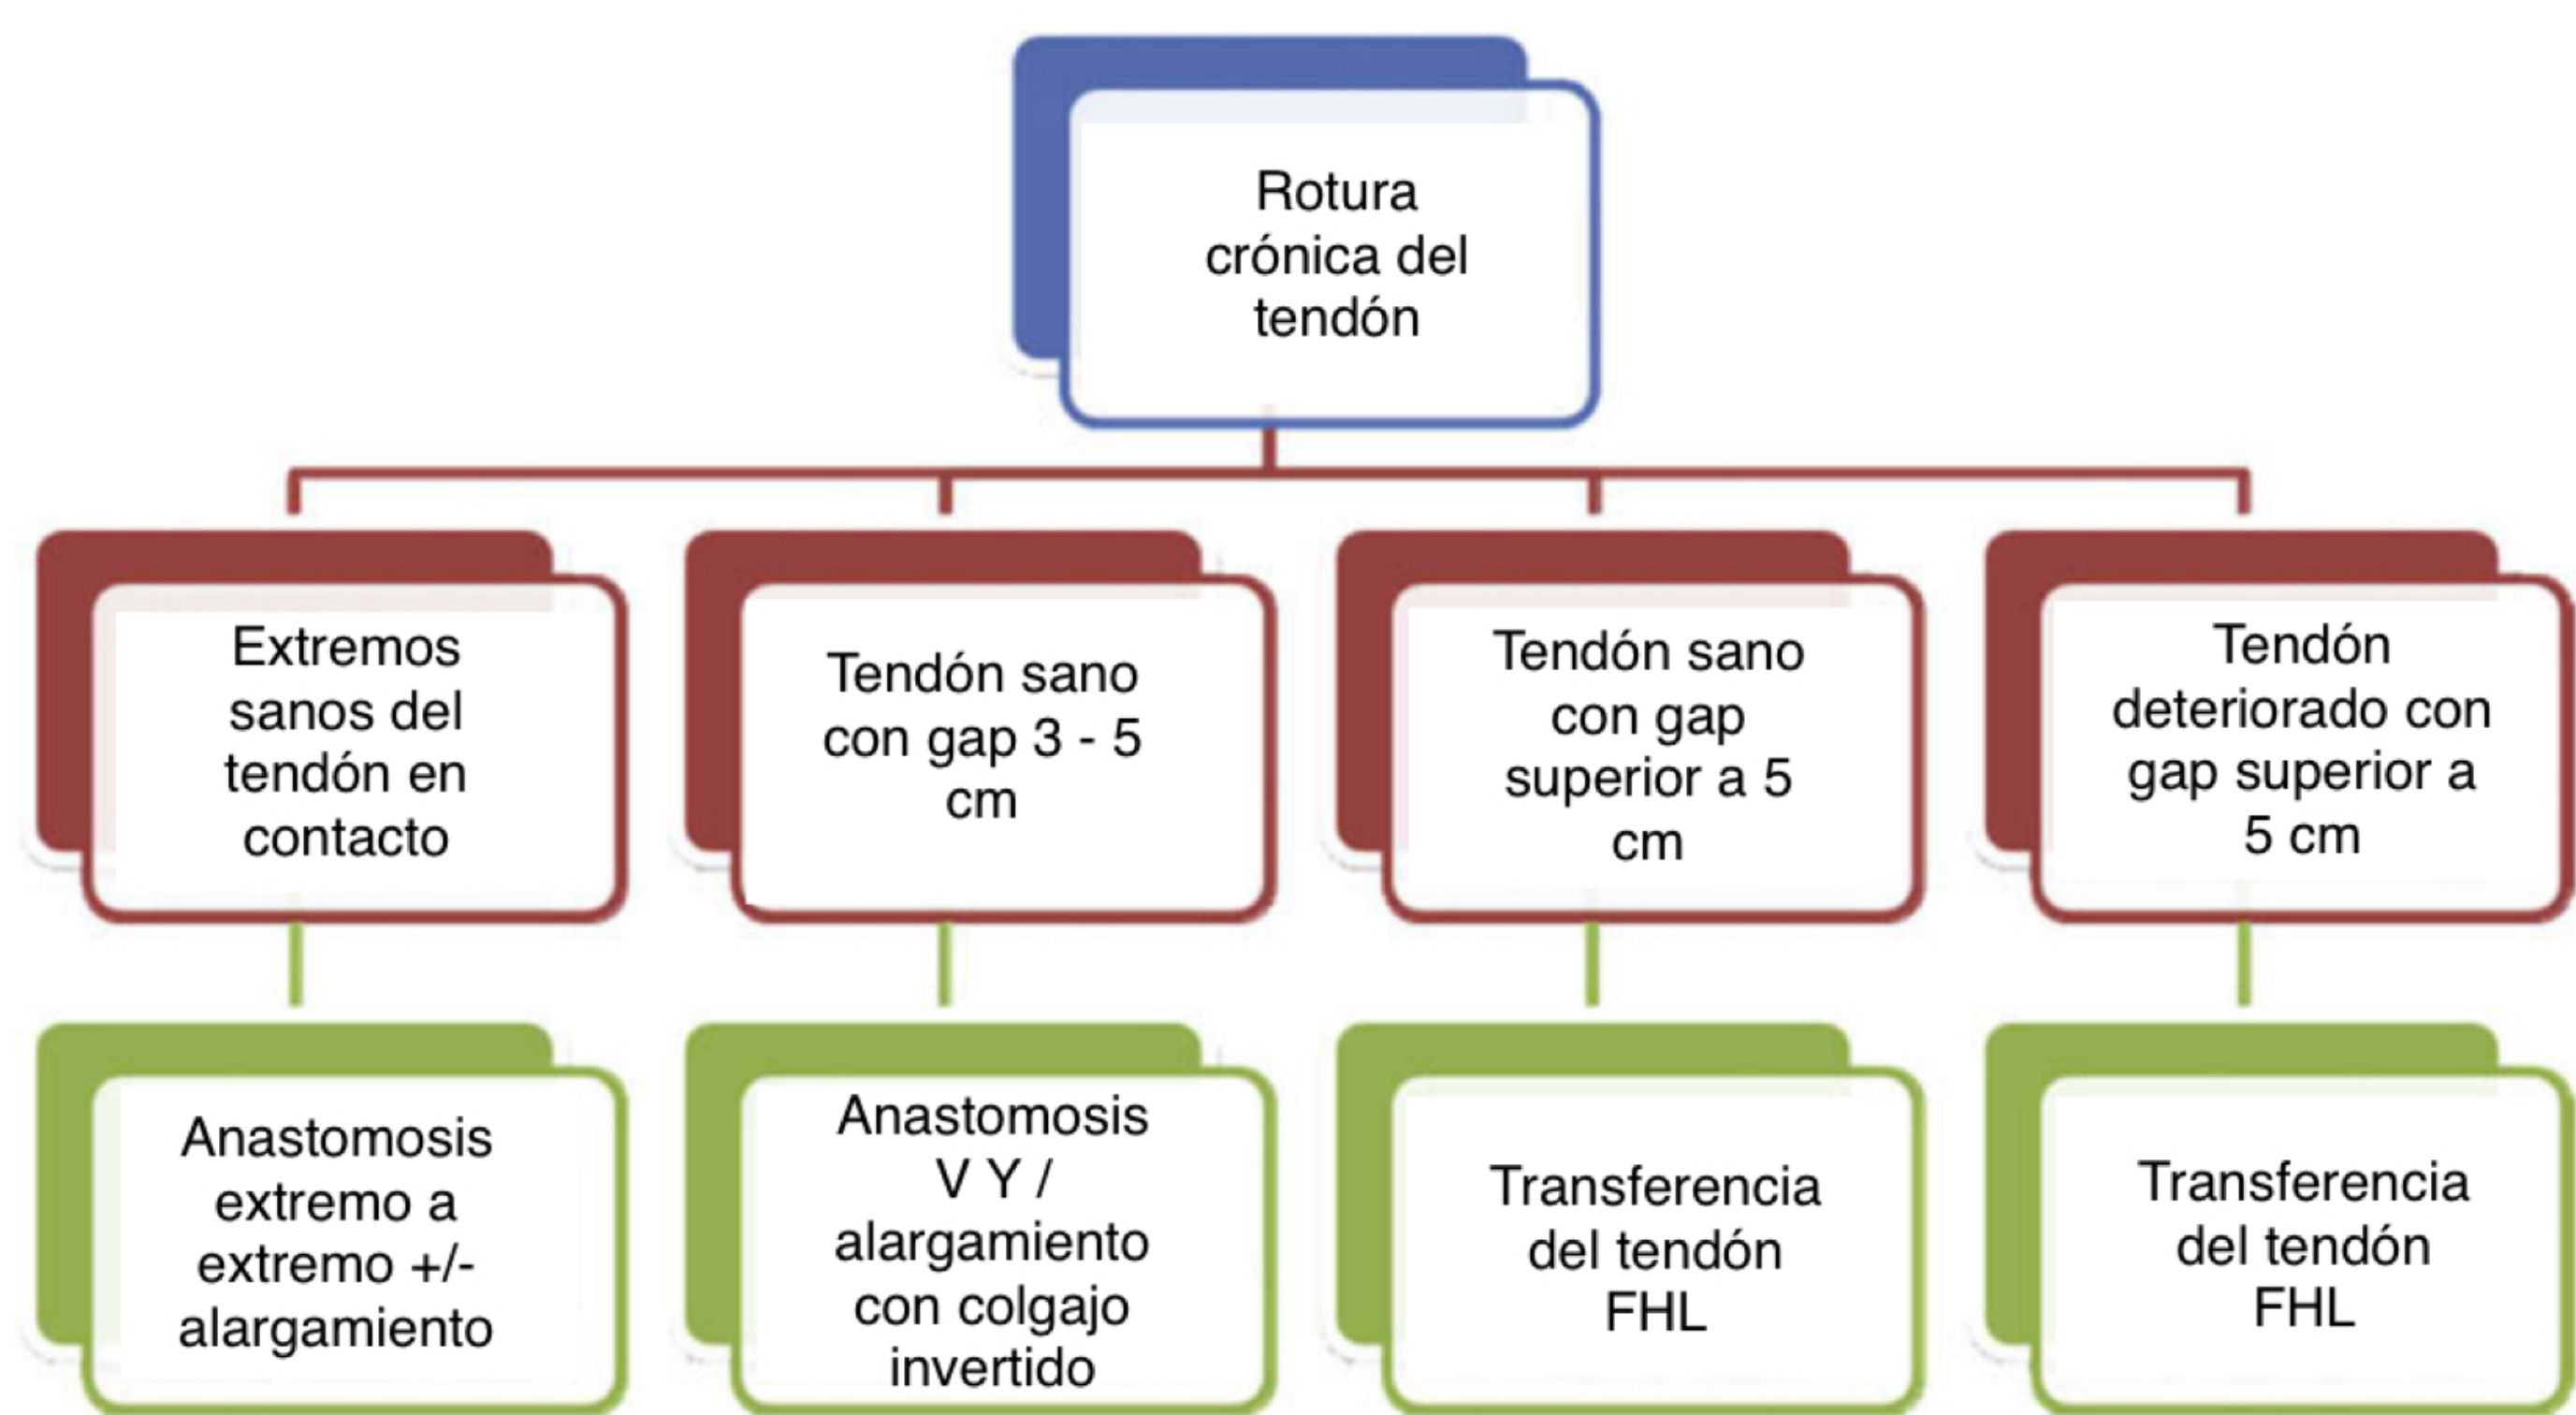 Rotura
crónica del
tendón
Extremos
sanos del
tendón en
contacto
Tendón sano
con gap 3 - 5
cm
Tendón sano
con gap
superior a 5
cm
Tendón
deteriorado con
gap superior a
5 cm
Anastomosis
extremo a
extremo +/-
alargamiento
Anastomosis
V Y /
alargamiento
con colgajo
invertido
Transferencia
del tendón
FHL
Transferencia
del tendón
FHL